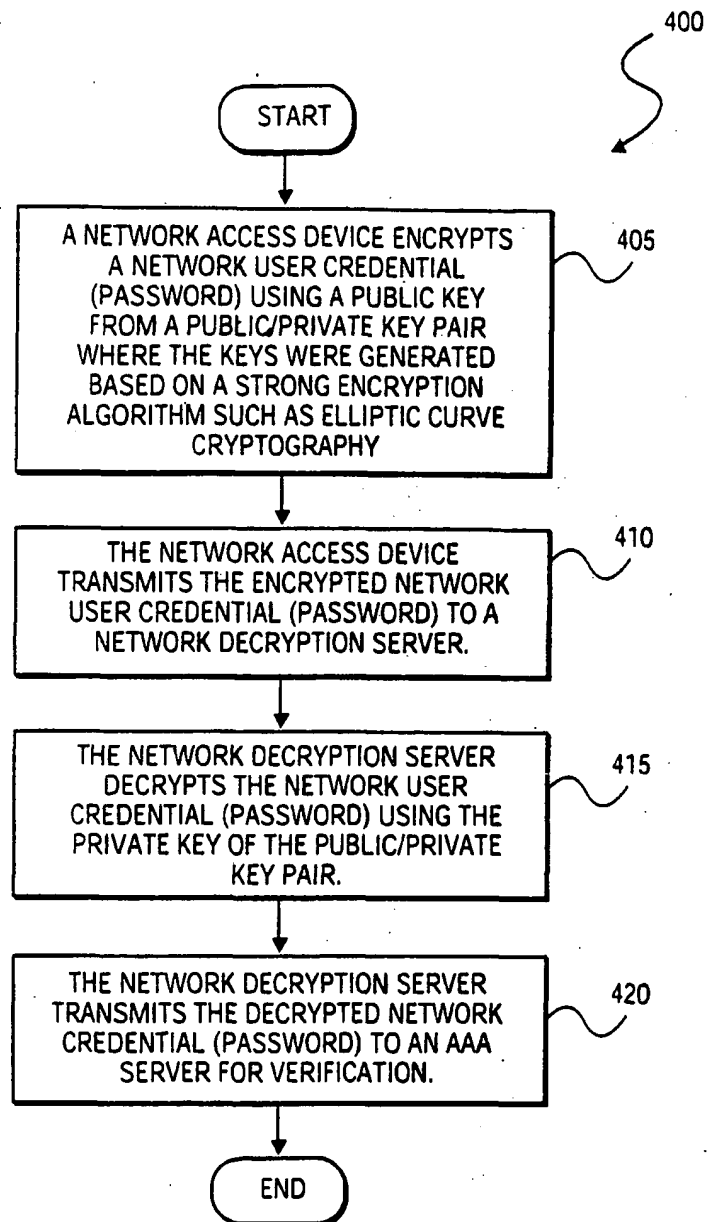 400
START
A NETWORK ACCESS DEVICE ENCRYPTS
A NETWORK USER CREDENTIAL
(PASSWORD) USING A PUBLIC KEY
FROM A PUBLIC/PRIVATE KEY PAIR
WHERE THE KEYS WERE GENERATED
BASED ON A STRONG ENCRYPTION
ALGORITHM SUCH AS ELLIPTIC CURVE
CRYPTOGRAPHY
405
THE NETWORK ACCESS DEVICE
TRANSMITS THE ENCRYPTED NETWORK
USER CREDENTIAL (PASSWORD) TO A
NETWORK DECRYPTION SERVER.
410
THE NETWORK DECRYPTION SERVER
DECRYPTS THE NETWORK USER
CREDENTIAL (PASSWORD) USING THE
PRIVATE KEY OF THE PUBLIC/PRIVATE
KEY PAIR.
415
THE NETWORK DECRYPTION SERVER
TRANSMITS THE DECRYPTED NETWORK
CREDENTIAL (PASSWORD) TO AN AAA
SERVER FOR VERIFICATION.
420
END